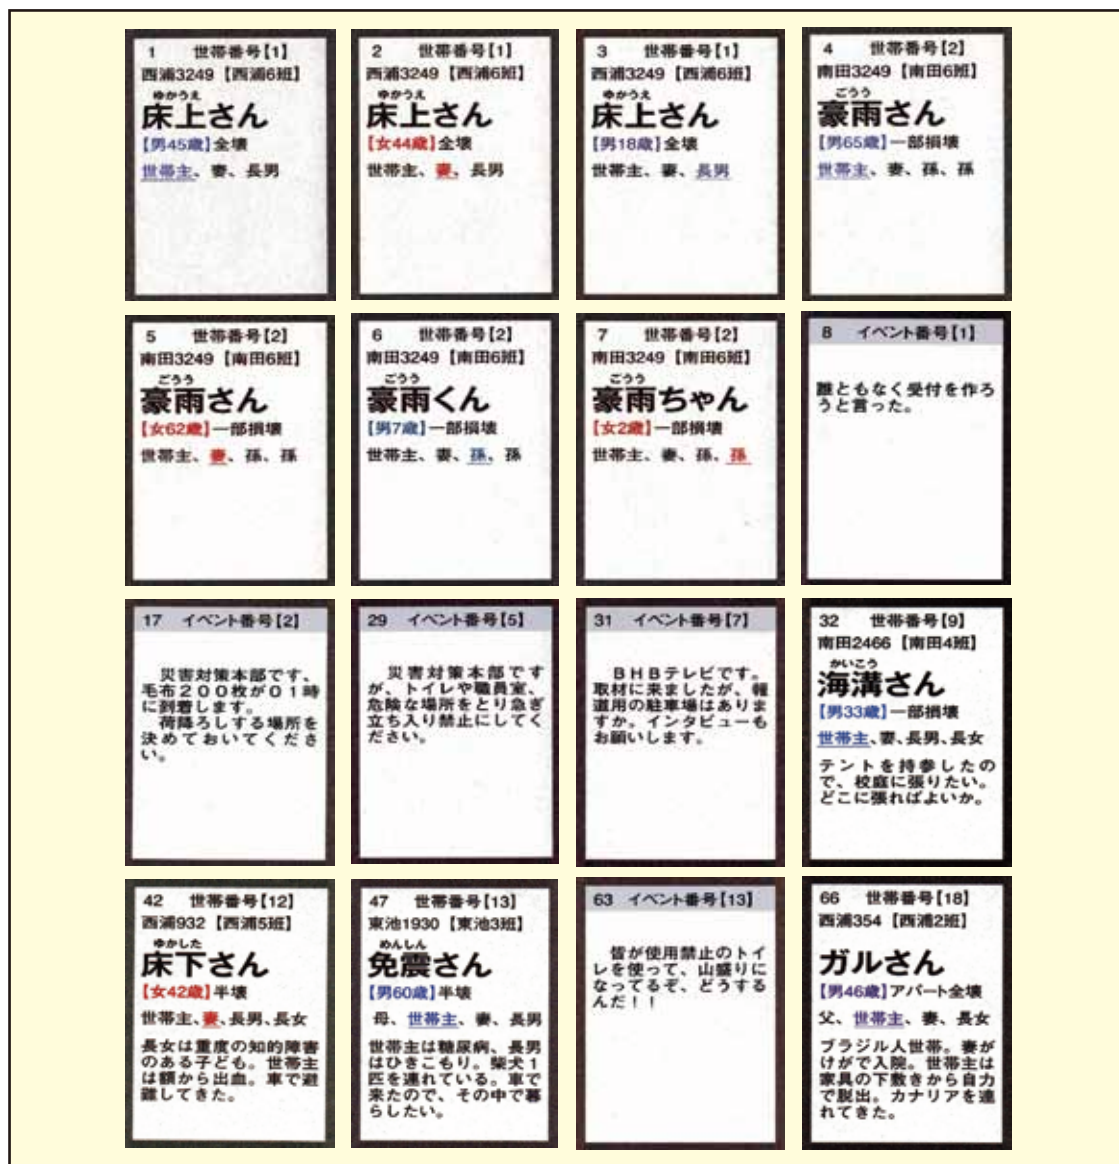 1 世帯番号【1】
西浦3249【西浦6班】
ゆかうえ
床上さん
【男45歳】全壊
世帯主、妻、長男
2 世帯番号【1】
西浦3249【西浦6班】
ゆかうえ
床上さん
【女44歳】全壊
世帯主、妻、長男
3 世帯番号【1】
西浦3249【西浦6班】
ゆかうえ
床上さん
【男18歳】全壊
世帯主、妻、長男
4 世帯番号【2】
南田3249【南田6班】
ごうう
豪雨さん
【男65歳】一部損壊
世帯主、妻、孫、孫
5 世帯番号【2】
南田3249【南田6班】
ごうう
豪雨さん
【女62歳】一部損壊
世帯主、妻、孫、孫
6 世帯番号【2】
南田3249【南田6班】
ごうう
豪雨くん
【男7歳】一部損壊
世帯主、妻、孫、孫
7 世帯番号【2】
南田3249【南田6班】
ごうう
豪雨ちゃん
【女2歳】一部損壊
世帯主、妻、孫、孫
8 イベント番号【1】
誰ともなく受付を作ろ
うと言った。
17 イベント番号【2】
災害対策本部です、
毛布200枚が01時
に到着します。
荷降ろしする場所を
決めておいてくださ
い。
29 イベント番号【5】
災害対策本部です
が、トイレや職員室、
危険な場所をとり急ぎ
立ち入り禁止にしてく
ださい。
31 イベント番号【7】
BHBテレビです。
取材に来ましたが、報
道用の駐車場はありま
すか。インタビューも
お願いします。
32 世帯番号【9】
南田2466【南田4班】
かいこう
海溝さん
【男33歳】一部損壊
世帯主、妻、長男、長女
テントを持参したの
で、校庭に張りたい。
どこに張ればよいか。
42 世帯番号【12】
西浦932【西浦5班】
ゆかした
床下さん
【女42歳】半壊
世帯主、妻、長男、長女
長女は重度の知的障害
のある子ども。世帯主
は額から出血。車で避
難してきた。
47 世帯番号【13】
東池1930【東池3班】
めんしん
免震さん
【男60歳】半壊
母、世帯主、妻、長男
世帯主は糖尿病、長男
はひきこもり。柴犬1
匹を連れている。車で
来たので、その中で暮
らしたい。
63 イベント番号【13】
皆が使用禁止のトイ
レを使って、山盛りに
なってるぞ、どうする
んだ！！
66 世帯番号【18】
西浦354【西浦2班】
ガルさん
【男46歳】アパート全壊
父、世帯主、妻、長女
ブラジル人世帯。妻が
けがで入院。世帯主は
家具の下敷きから自力
で脱出。カナリアを連
れてきた。